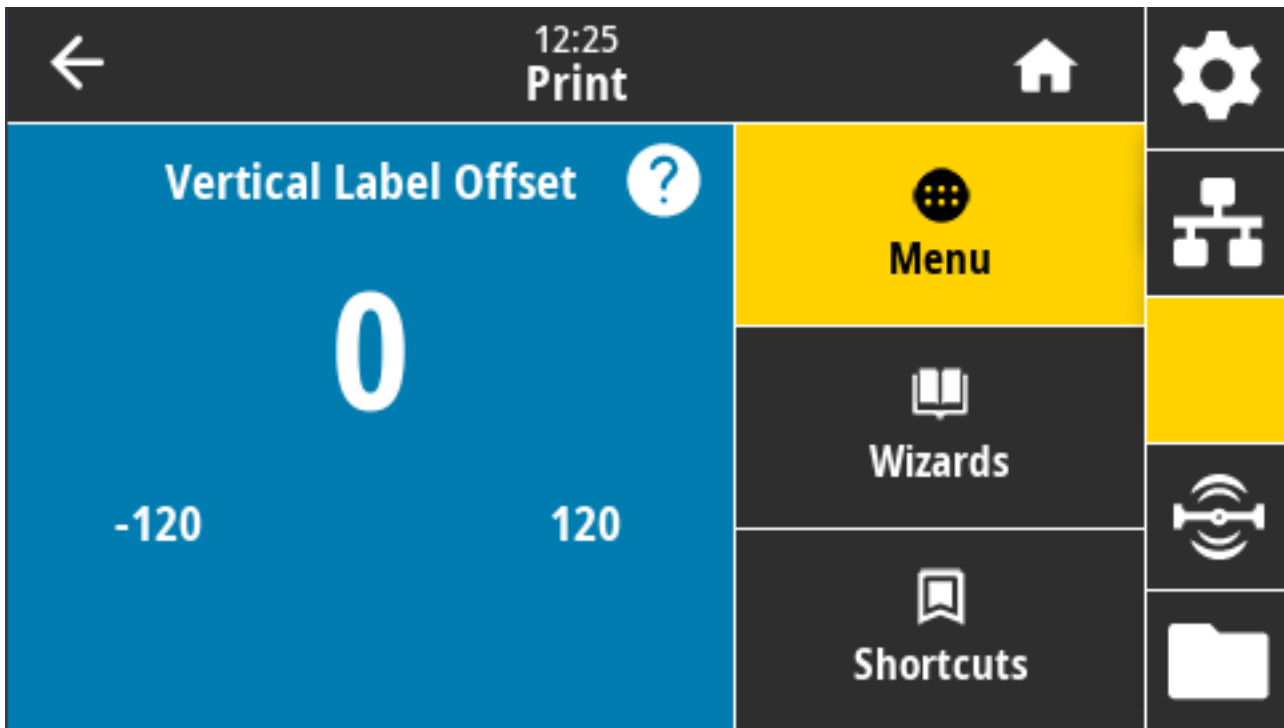 12:25
Print
Vertical Label Offset ?
0
-120 120
Menu
Wizards
Shortcuts